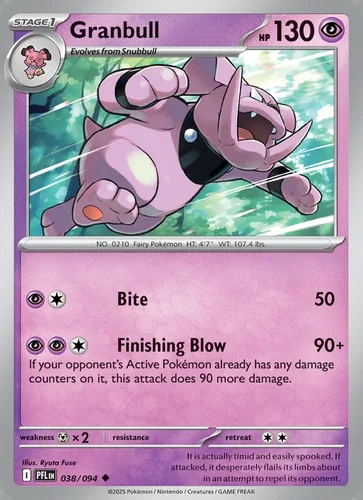 STAGE1 Granbull HP 130
Evolves from Snubbull
NO. 0210 Fairy Pokémon HT: 4'7" WT: 107.4 lbs.
Bite 50
Finishing Blow 90+
If your opponent's Active Pokémon already has any damage
counters on it, this attack does 90 more damage.
weakness ×2 resistance retreat
Illus. Ryuta Fuse
I PFL EN 038/094
It is actually timid and easily spooked. If
attacked, it desperately flails its limbs about
in an attempt to repel its opponent.
©2025 Pokémon / Nintendo / Creatures / GAME FREAK